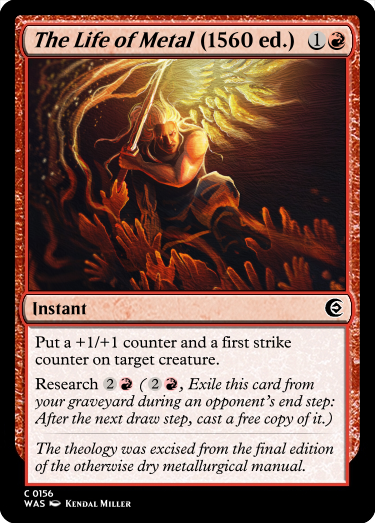 The Life of Metal (1560 ed.) 1
Instant
Put a +1/+1 counter and a first strike
counter on target creature.
Research 2 ( 2 , Exile this card from
your graveyard during an opponent's end step:
After the next draw step, cast a free copy of it.)
The theology was excised from the final edition
of the otherwise dry metallurgical manual.
C 0156
WAS Kendal Miller